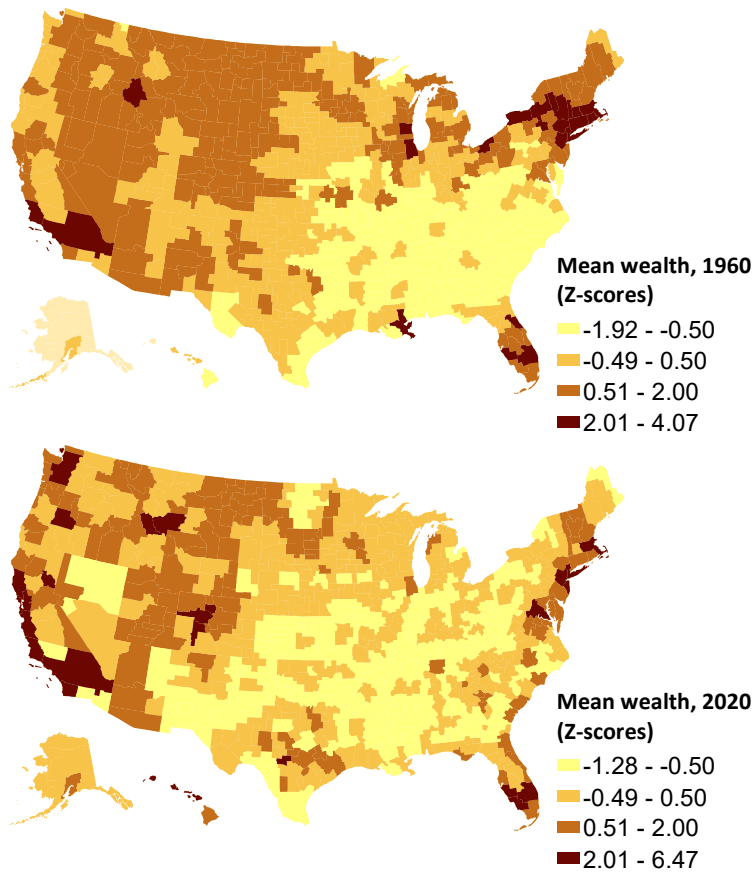 Mean wealth, 1960
(Z-scores)
-1.92 - -0.50
-0.49 - 0.50
0.51 - 2.00
2.01 - 4.07
Mean wealth, 2020
(Z-scores)
-1.28 - -0.50
-0.49 - 0.50
0.51 - 2.00
2.01 - 6.47